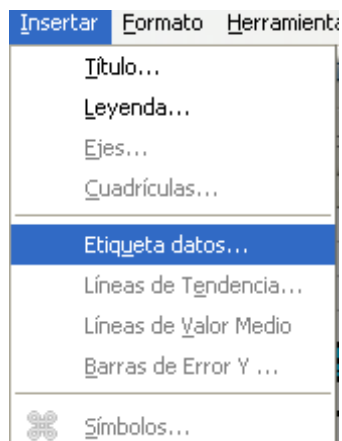 Insertar Formato Herramienta
Título...
Leyenda...
Ejes...
Cuadrículas...
Etiqueta datos...
Líneas de Tendencia...
Líneas de Valor Medio
Barras de Error Y ...
Símbolos...